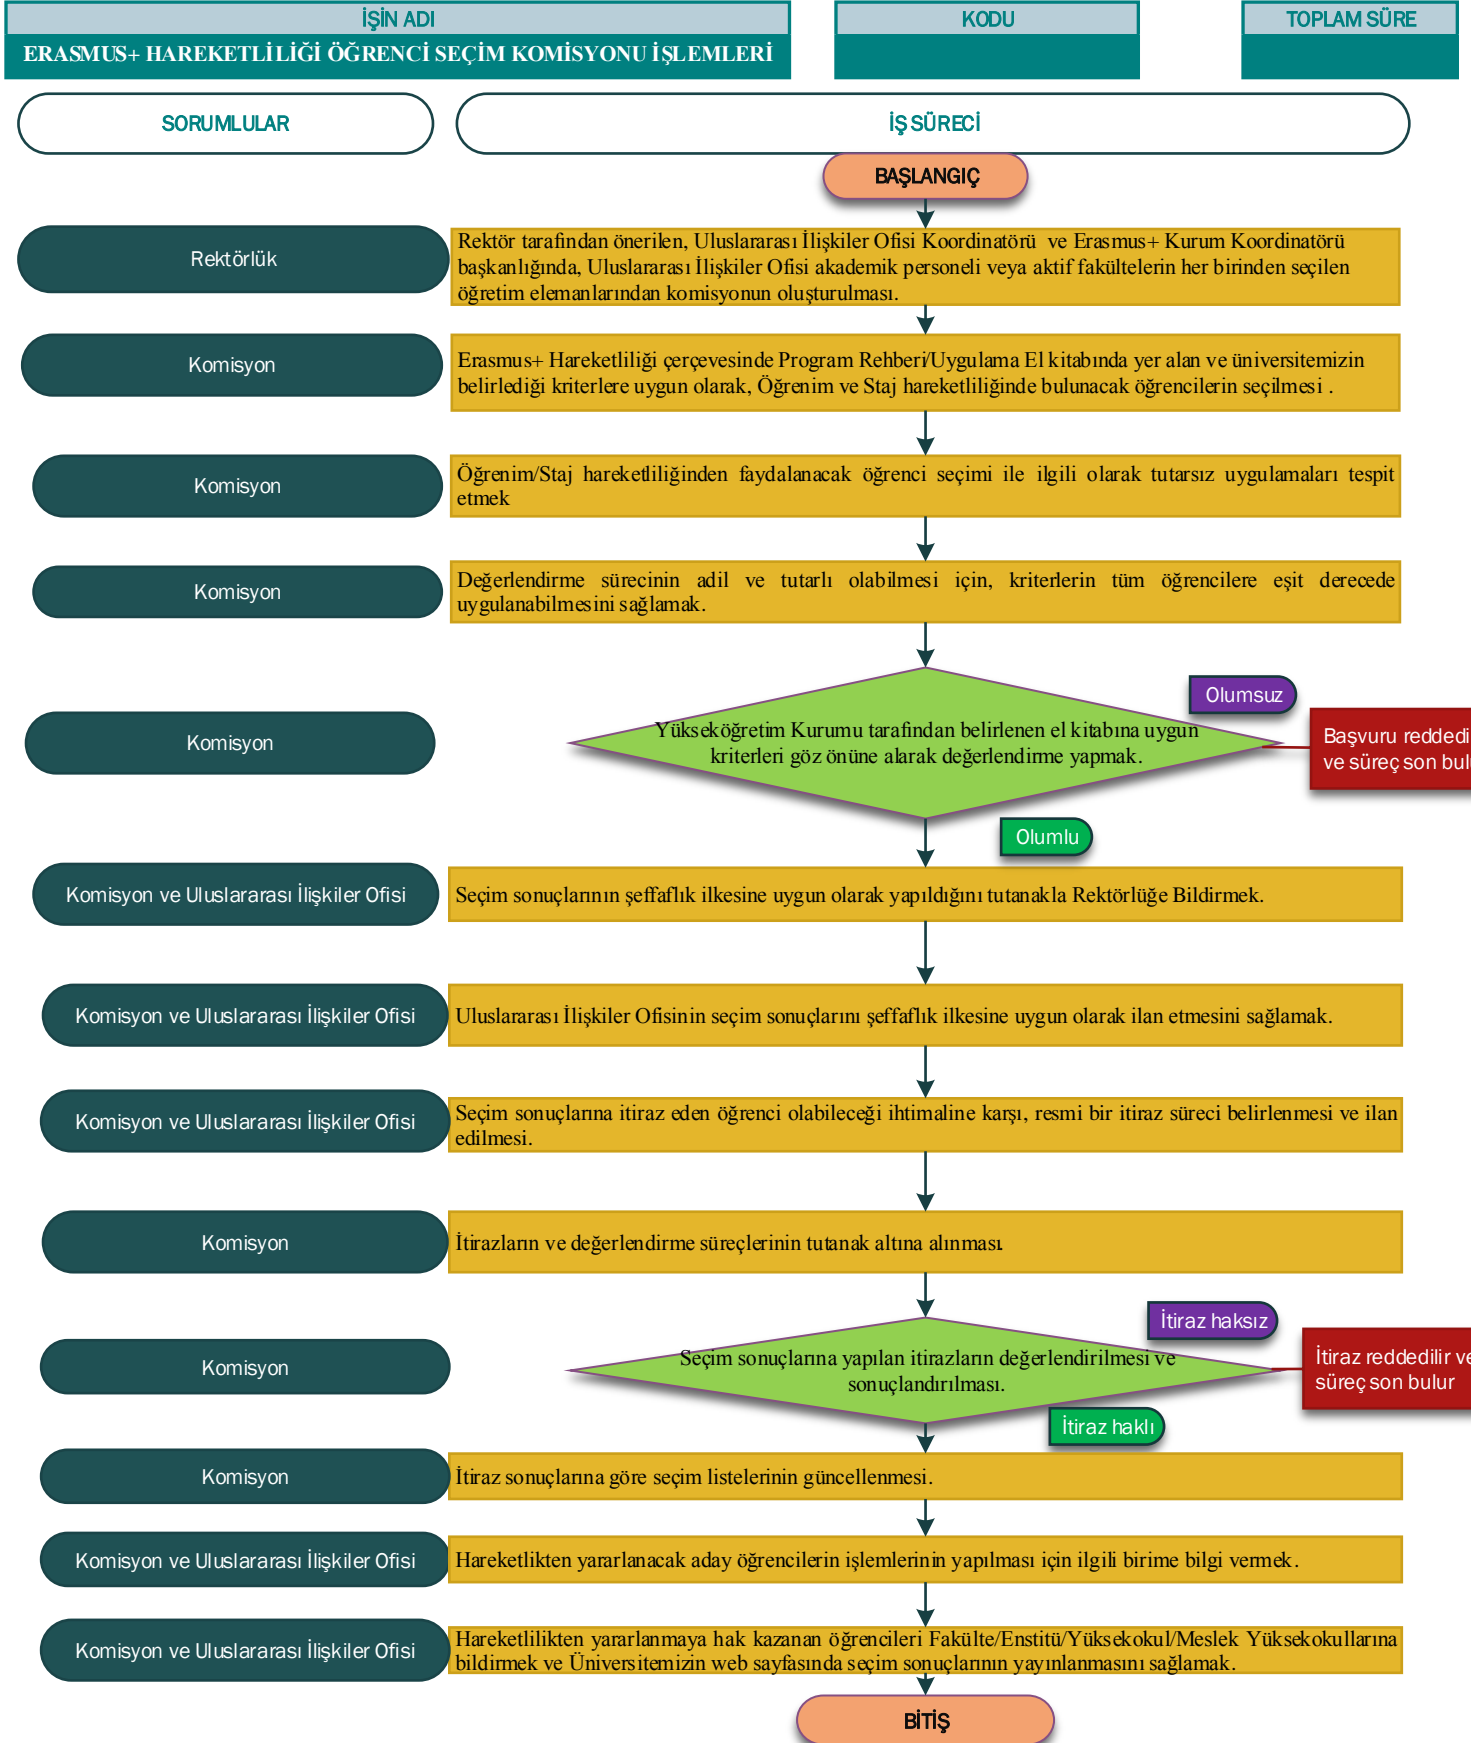 İŞİN ADI
KODU
TOPLAM SÜRE
ERASMUS+ HAREKETLİLİĞİ ÖĞRENCİ SEÇİM KOMİSYONU İŞLEMLERİ
SORUMLULAR
İŞ SÜRECİ
BAŞLANGIÇ
Rektörlük
Rektör tarafından önerilen, Uluslararası İlişkiler Ofisi Koordinatörü ve Erasmus+ Kurum Koordinatörü
başkanlığında, Uluslararası İlişkiler Ofisi akademik personeli veya aktif fakültelerin her birinden seçilen
öğretim elemanlarından komisyonun oluşturulması.
Komisyon
Erasmus+ Hareketliliği çerçevesinde Program Rehberi/Uygulama El kitabında yer alan ve üniversitemizin
belirlediği kriterlere uygun olarak, Öğrenim ve Staj hareketliliğinde bulunacak öğrencilerin seçilmesi .
Komisyon
Öğrenim/Staj hareketliliğinden faydalanacak öğrenci seçimi ile ilgili olarak tutarsız uygulamaları tespit
etmek
Komisyon
Değerlendirme sürecinin adil ve tutarlı olabilmesi için, kriterlerin tüm öğrencilere eşit derecede
uygulanabilmesini sağlamak.
Komisyon
Yükseköğretim Kurumu tarafından belirlenen el kitabına uygun
kriterleri göz önüne alarak değerlendirme yapmak.
Olumsuz
Başvuru reddedi
ve süreç son bul
Olumlu
Komisyon ve Uluslararası İlişkiler Ofisi
Seçim sonuçlarının şeffaflık ilkesine uygun olarak yapıldığını tutanakla Rektörlüğe Bildirmek.
Komisyon ve Uluslararası İlişkiler Ofisi
Uluslararası İlişkiler Ofisinin seçim sonuçlarını şeffaflık ilkesine uygun olarak ilan etmesini sağlamak.
Komisyon ve Uluslararası İlişkiler Ofisi
Seçim sonuçlarına itiraz eden öğrenci olabileceği ihtimaline karşı, resmi bir itiraz süreci belirlenmesi ve ilan
edilmesi.
Komisyon
İtirazların ve değerlendirme süreçlerinin tutanak altına alınması.
Komisyon
Seçim sonuçlarına yapılan itirazların değerlendirilmesi ve
sonuçlandırılması.
İtiraz haksız
İtiraz reddedilir ve
süreç son bulur
İtiraz haklı
Komisyon
İtiraz sonuçlarına göre seçim listelerinin güncellenmesi.
Komisyon ve Uluslararası İlişkiler Ofisi
Hareketlikten yararlanacak aday öğrencilerin işlemlerinin yapılması için ilgili birime bilgi vermek.
Komisyon ve Uluslararası İlişkiler Ofisi
Hareketlilikten yararlanmaya hak kazanan öğrencileri Fakülte/Enstitü/Yüksekokul/Meslek Yüksekokullarına
bildirmek ve Üniversitemizin web sayfasında seçim sonuçlarının yayınlanmasını sağlamak.
BİTİŞ